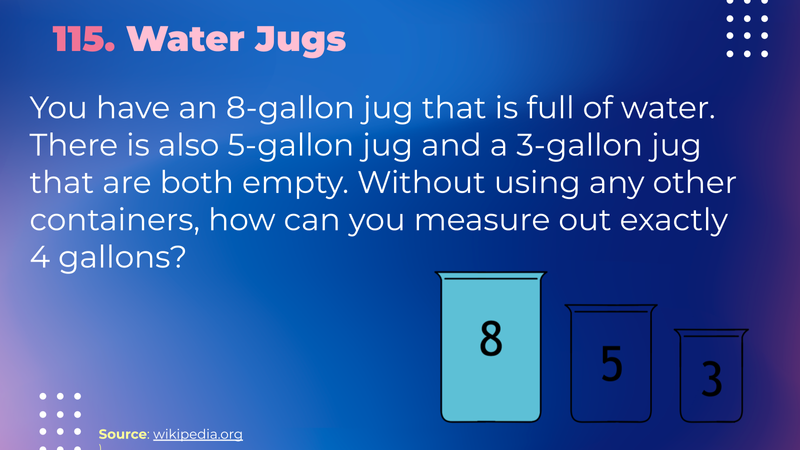 115. Water Jugs
You have an 8-gallon jug that is full of water.
There is also 5-gallon jug and a 3-gallon jug
that are both empty. Without using any other
containers, how can you measure out exactly
4 gallons?
8
5
3
Source: wikipedia.org
\